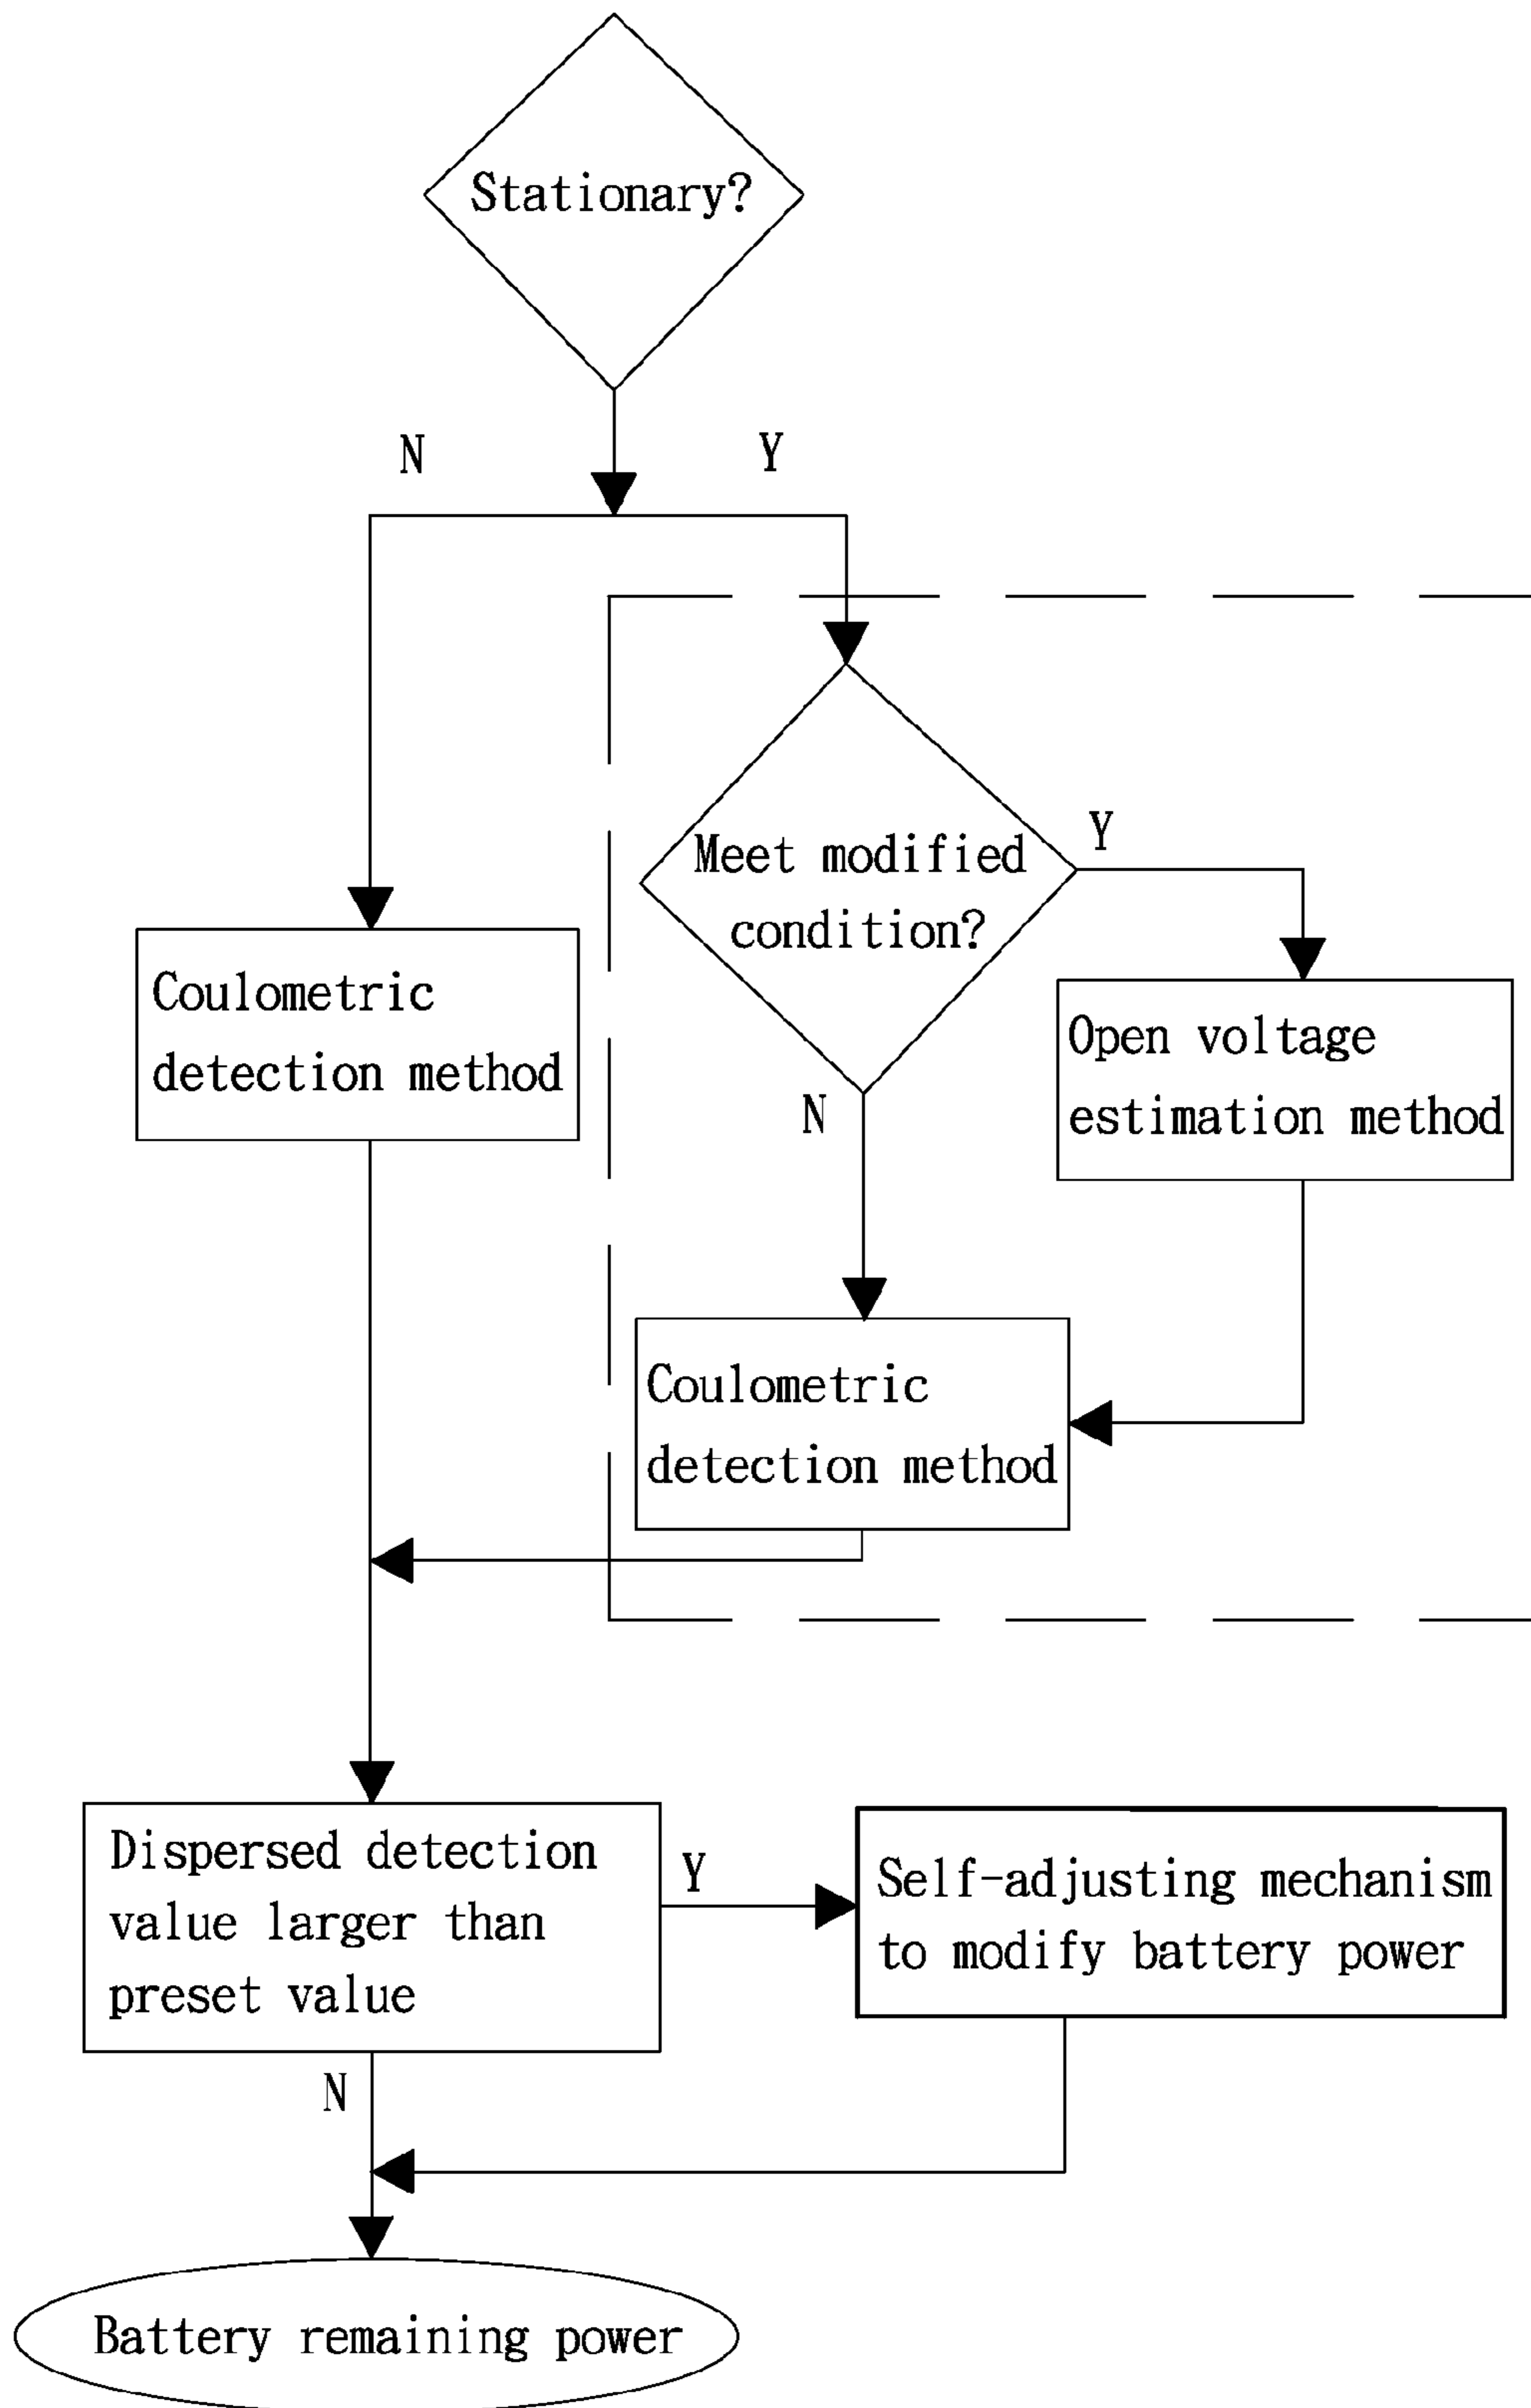 Stationary?
N
Y
Meet modified
condition?
Y
Coulometric
detection method
Open voltage
estimation method
N
Coulometric
detection method
Dispersed detection
value larger than
preset value
Y
Self-adjusting mechanism
to modify battery power
N
Battery remaining power